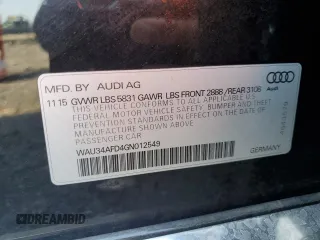 MFD. BY AUDI AG
11 15 GVWR LBS 5831 GAWR LBS FRONT 2888 / REAR 3108
THIS VEHICLE CONFORMS TO ALL APPLICABLE
FEDERAL MOTOR VEHICLE SAFETY, BUMPER AND THEFT
PREVENTION STANDARDS IN EFFECT ON THE DATE OF
MANUFACTURE SHOWN ABOVE.
TYPE: PASSENGER CAR
WAU34AFD4GN012549
GERMANY
Audi
DREAMBID